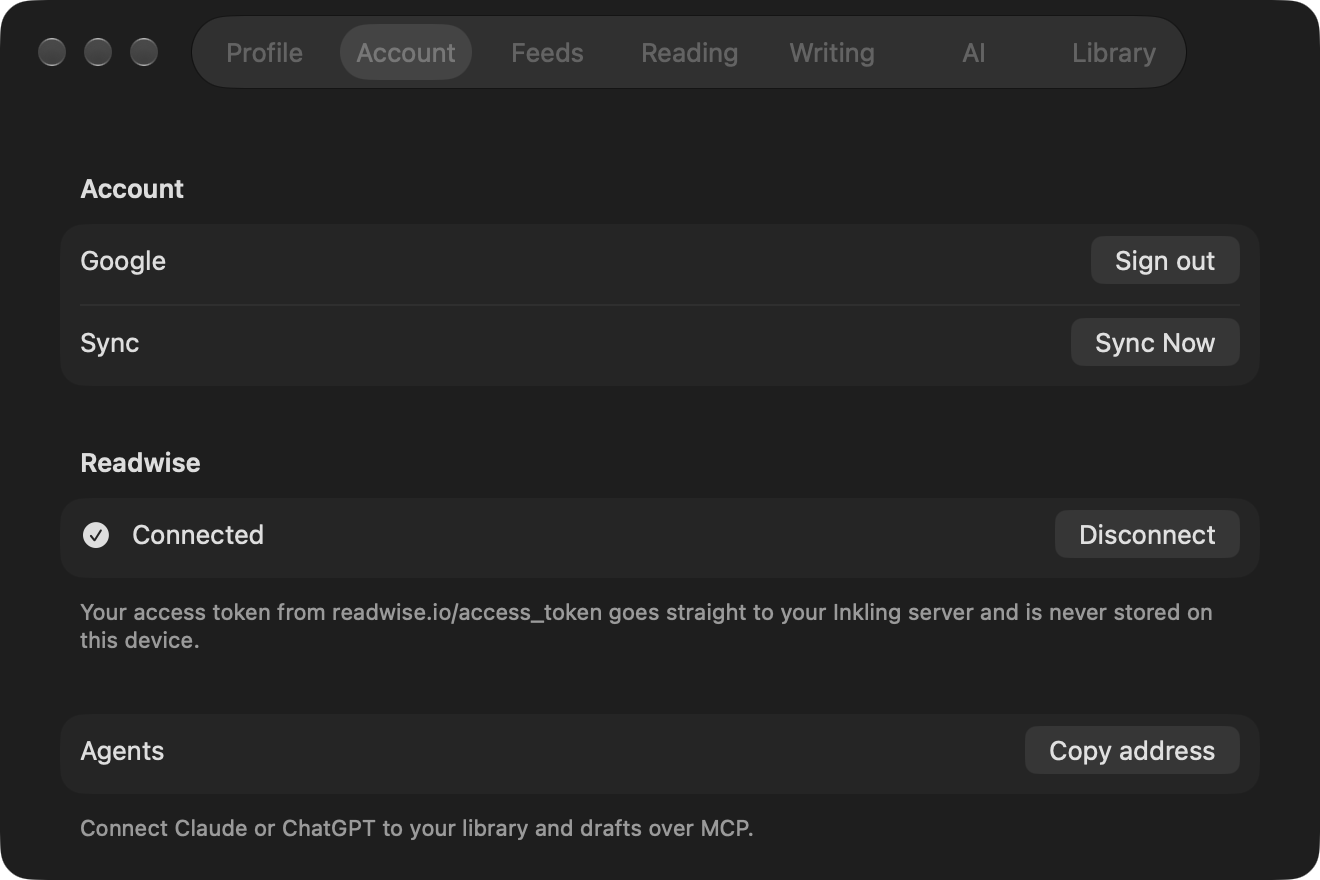 Profile Account Feeds Reading Writing AI Library
Account
Google Sign out
Sync Sync Now
Readwise
Connected Disconnect
Your access token from readwise.io/access_token goes straight to your Inkling server and is never stored on
this device.
Agents Copy address
Connect Claude or ChatGPT to your library and drafts over MCP.